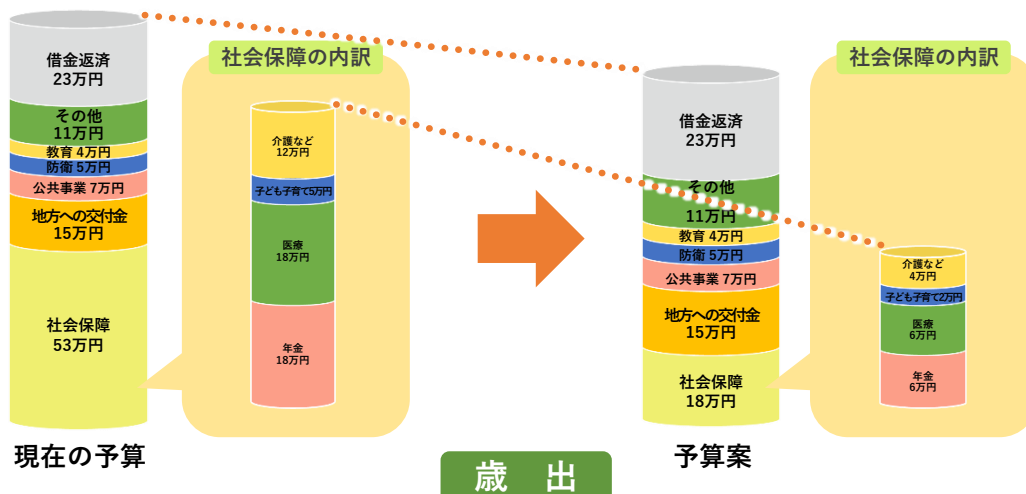 借金返済
23万円
その他
11万円
教育 4万円
防衛 5万円
公共事業 7万円
地方への交付金
15万円
社会保障
53万円
現在の予算
社会保障の内訳
介護など
12万円
子ども子育て5万円
医療
18万円
年金
18万円
借金返済
23万円
その他
11万円
教育 4万円
防衛 5万円
公共事業 7万円
地方への交付金
15万円
社会保障
18万円
予算案
社会保障の内訳
介護など
4万円
子ども子育て2万円
医療
6万円
年金
6万円
歳 出